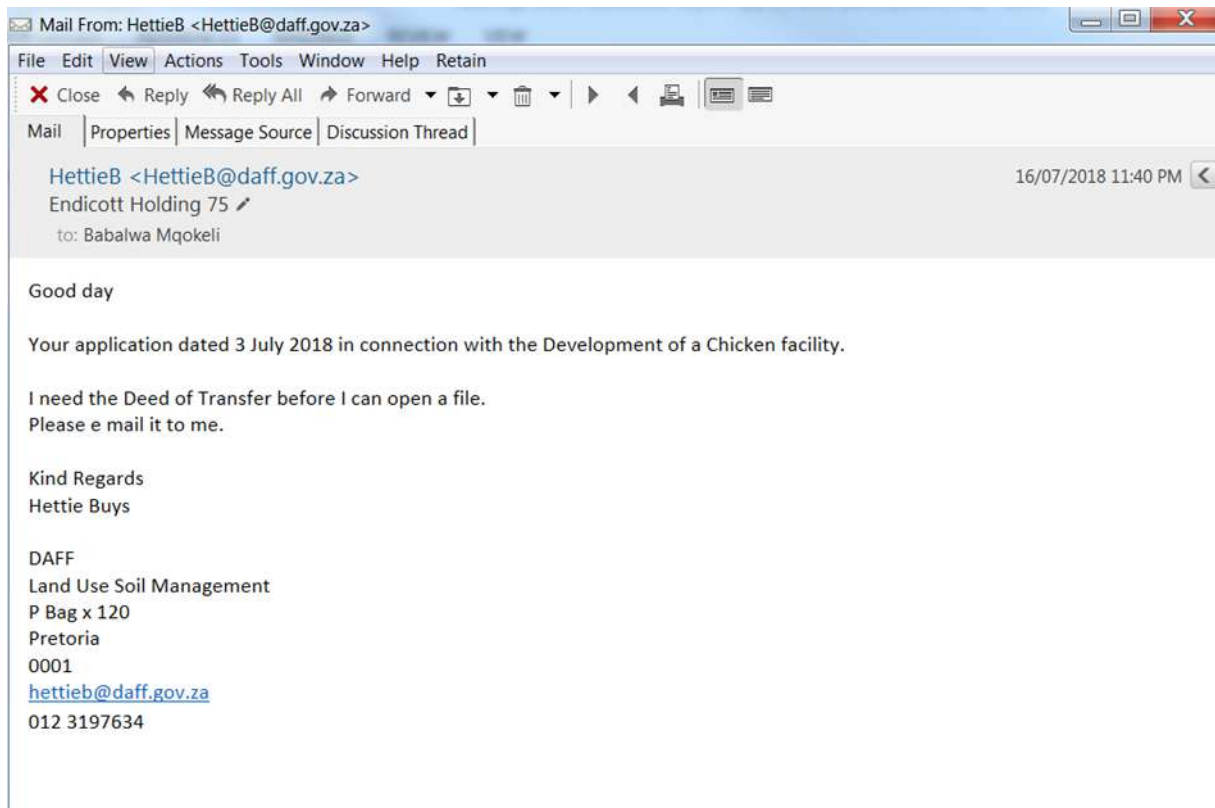 Mail From: HettieB <HettieB@daff.gov.za>
File Edit View Actions Tools Window Help Retain
Close Reply Reply All Forward
Mail Properties Message Source Discussion Thread
HettieB <HettieB@daff.gov.za> 16/07/2018 11:40 PM
Endicott Holding 75
to: Babalwa Mqokeli
Good day
Your application dated 3 July 2018 in connection with the Development of a Chicken facility.
I need the Deed of Transfer before I can open a file.
Please e mail it to me.
Kind Regards
Hettie Buys
DAFF
Land Use Soil Management
P Bag x 120
Pretoria
0001
hettieb@daff.gov.za
012 3197634